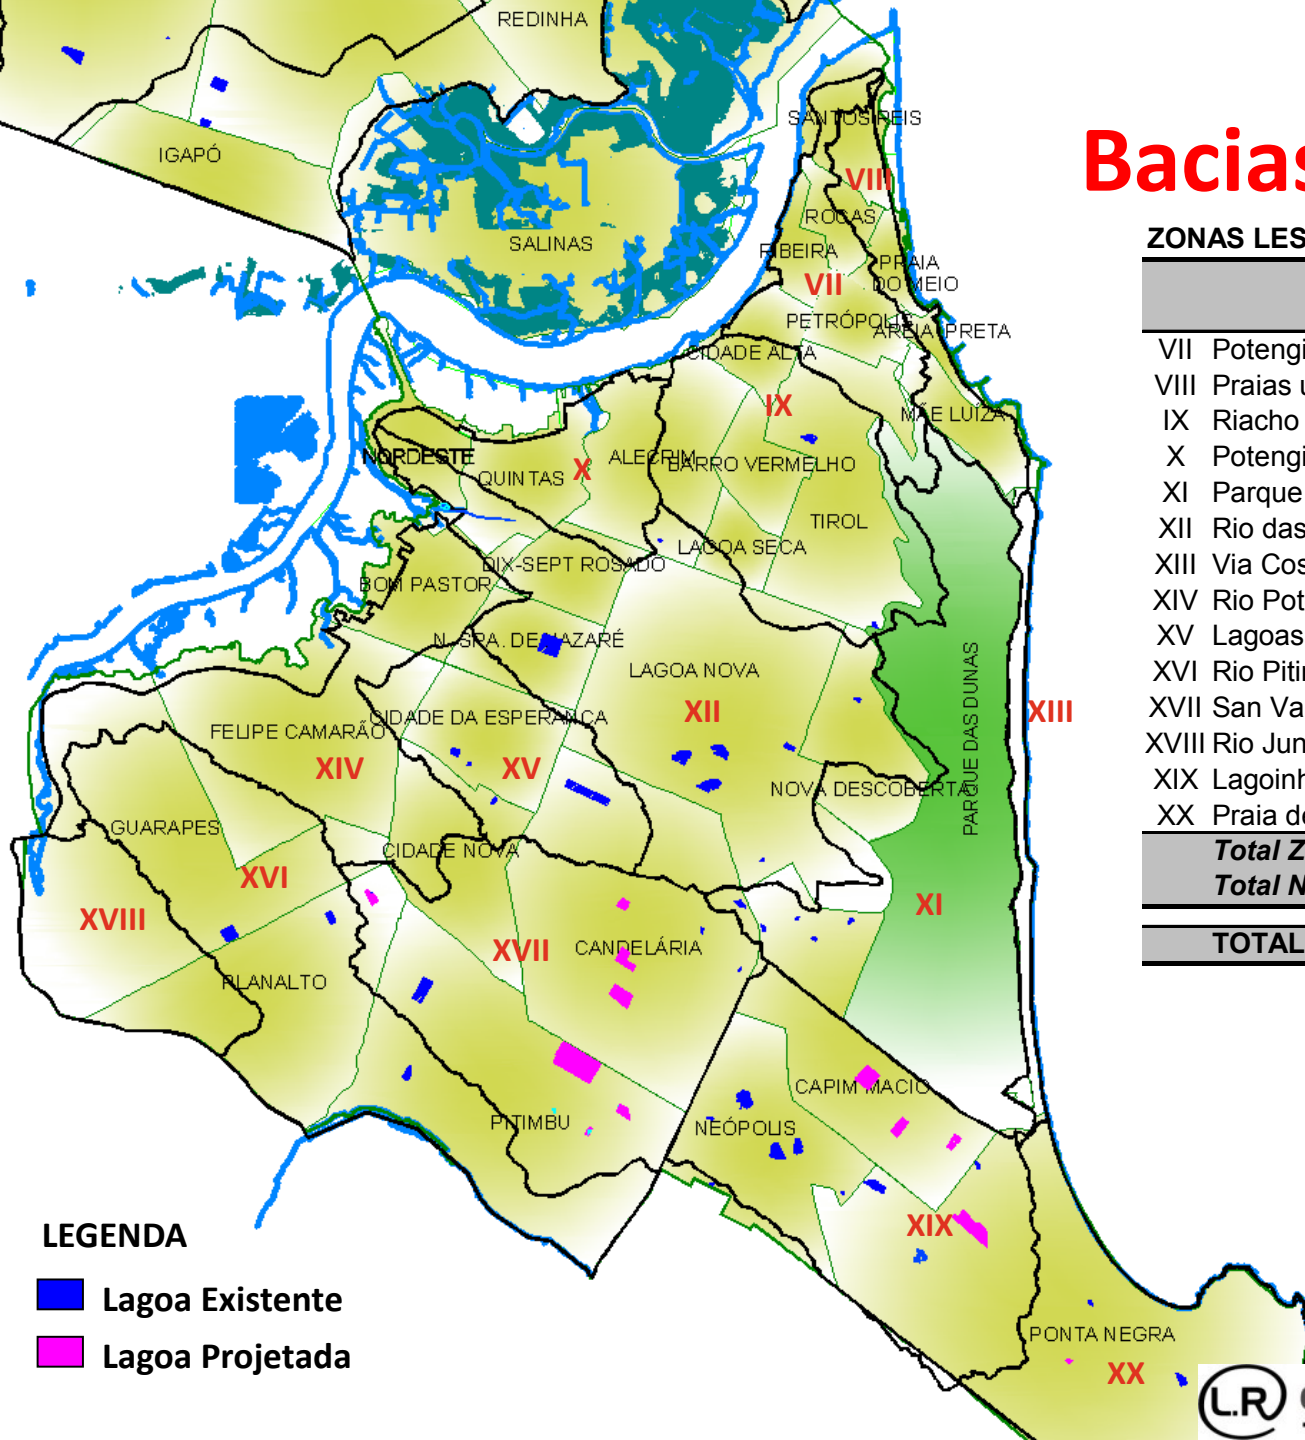 REDINHA
SANTOS REIS
IGAPÓ
VIII
ROCAS
SALINAS
RIBEIRA
PRAIA
DO MEIO
VII
PETRÓPOLIS
AREIA PRETA
CIDADE ALTA
IX
MÃE LUÍZA
NORDESTE
QUINTAS
X
ALECRIM
BARRO VERMELHO
TIROL
LAGOA SECA
DIX-SEPT ROSADO
BOM PASTOR
N. SRA. DE NAZARÉ
LAGOA NOVA
PARQUE DAS DUNAS
XII
XIII
CIDADE DA ESPERANÇA
FELIPE CAMARÃO
XIV
XV
NOVA DESCOBERTA
GUARAPES
CIDADE NOVA
XVI
XI
XVIII
XVII
CANDELÁRIA
PLANALTO
CAPIM MACIO
PITIMBU
NEÓPOLIS
XIX
PONTA NEGRA
XX
LEGENDA
Lagoa Existente
Lagoa Projetada
Bacias
ZONAS LES
VII Potengi
VIII Praias u
IX Riacho
X Potengi
XI Parque
XII Rio das
XIII Via Cos
XIV Rio Pot
XV Lagoas
XVI Rio Pitin
XVII San Va
XVIII Rio Jun
XIX Lagoinh
XX Praia de
Total Z
Total N
TOTAL
L.R